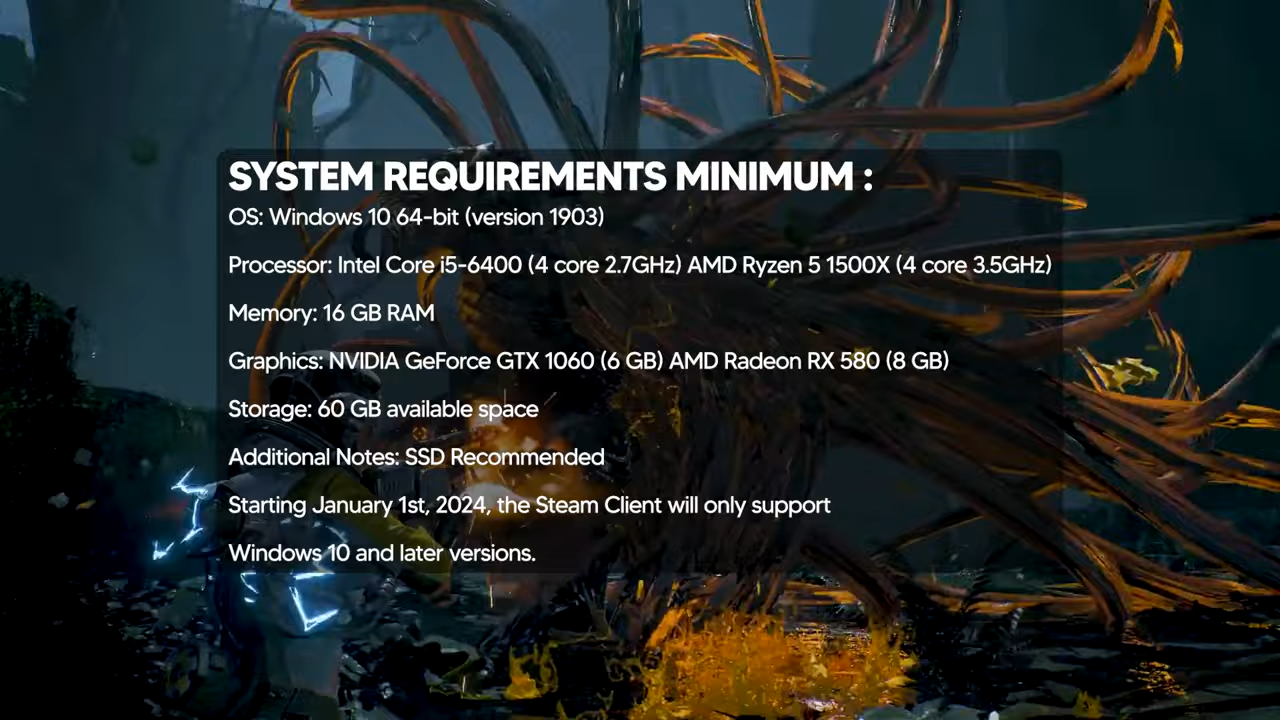 SYSTEM REQUIREMENTS MINIMUM :
OS: Windows 10 64-bit (version 1903)
Processor: Intel Core i5-6400 (4 core 2.7GHz) AMD Ryzen 5 1500X (4 core 3.5GHz)
Memory: 16 GB RAM
Graphics: NVIDIA GeForce GTX 1060 (6 GB) AMD Radeon RX 580 (8 GB)
Storage: 60 GB available space
Additional Notes: SSD Recommended
Starting January 1st, 2024, the Steam Client will only support
Windows 10 and later versions.